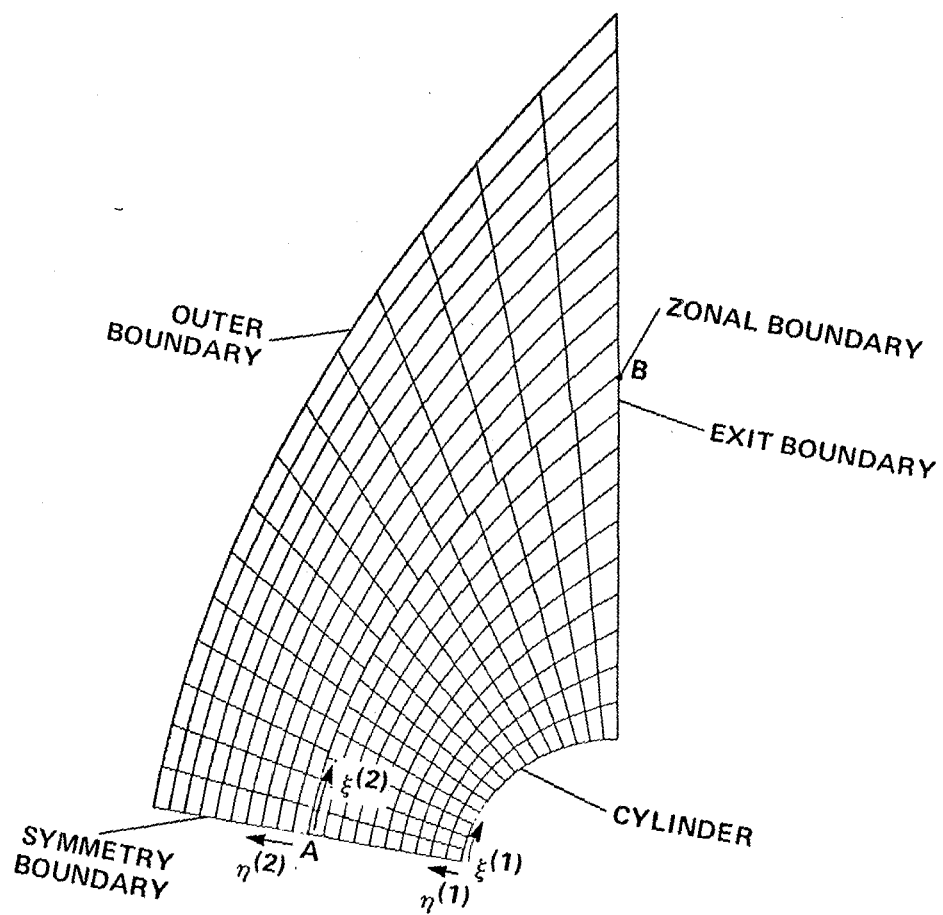 OUTER
BOUNDARY
ZONAL BOUNDARY
B
EXIT BOUNDARY
ξ(2)
CYLINDER
SYMMETRY
BOUNDARY
η(2)
A
ξ(1)
η(1)